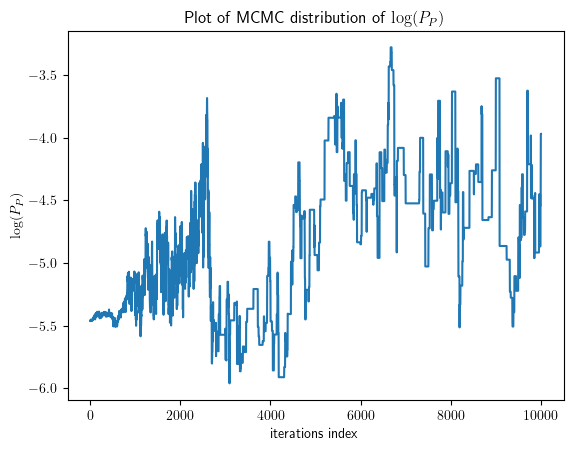 Plot of MCMC distribution of log(P_P)
log(P_P)
−3.5
−4.0
−4.5
−5.0
−5.5
−6.0
0 2000 4000 6000 8000 10000
iterations index